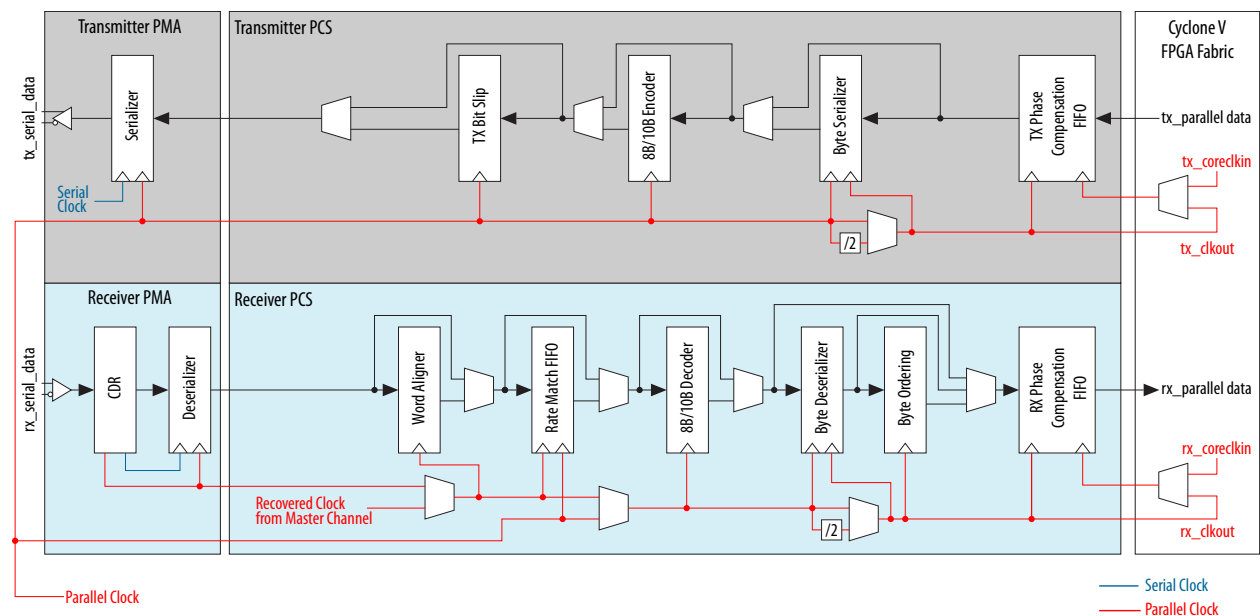 Transmitter PMA
Transmitter PCS
Cyclone V
FPGA Fabric
tx_serial_data
Serializer
TX Bit Slip
8B/10B Encoder
Byte Serializer
TX Phase
Compensation
FIFO
tx_parallel data
tx_coreclkin
Serial
Clock
/2
tx_clkout
Receiver PMA
Receiver PCS
rx_serial_data
CDR
Deserializer
Word Aligner
Rate Match FIFO
8B/10B Decoder
Byte Deserializer
Byte Ordering
RX Phase
Compensation
FIFO
rx_parallel data
rx_coreclkin
Recovered Clock
from Master Channel
/2
rx_clkout
Parallel Clock
Serial Clock
Parallel Clock